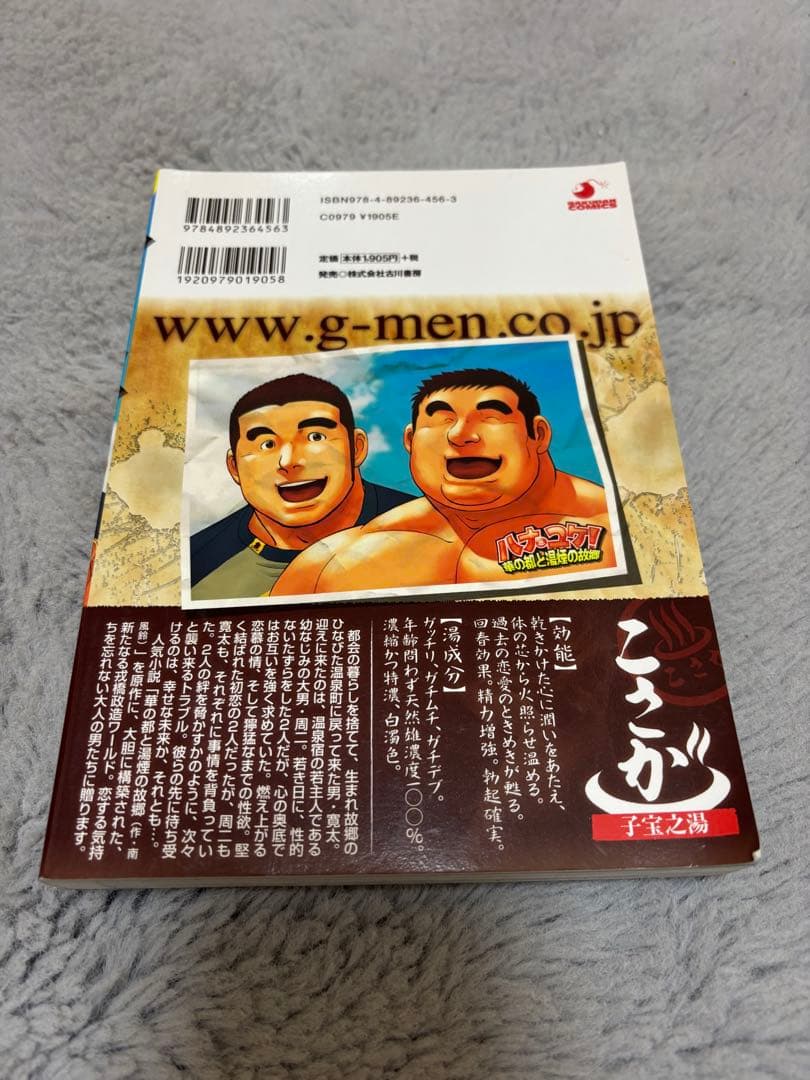 ISBN978-4-89236-456-3
C0979 ¥1905E
9784892364563
定価 本体1,905円+税
発売◎株式会社古川書房
1920979019058
BAKUDAN
COMICS
www.g-men.co.jp
ハナとユケ!
華の都と湯煙の故郷
こさが
子宝之湯
【効能】
乾きかけた心に潤いをあたえ、
体の芯から火照らせ温める。
過去の恋愛のときめきが甦る。
回春効果。精力増強。勃起確実。
【湯成分】
ガッチリ、ガチムチ、ガチデブ。
年齢問わず天然雄濃度一〇〇%。
濃縮かつ特濃、白濁色。
都会の暮らしを捨てて、生まれ故郷の
ひなびた温泉町に戻って来た男・寛太。
迎えに来たのは、温泉宿の若主人である
幼なじみの大男・周二。若き日に、性的
ないたずらをした2人だが、心の奥底で
はお互いを強く求めていた。燃え上がる
恋慕の情、そして獰猛なまでの性欲。堅
く結ばれた初恋の2人だったが、周二も
寛太も、それぞれに事情を背負ってい
た。2人の絆を脅かすかのように、次々
と襲い来るトラブル。彼らの先に待ち受
けるのは、幸せな未来か、それとも…。
人気小説「華の都と湯煙の故郷(作・南
風鈴)」を原作に、大胆に構築された、
新たなる戎橋政造ワールド。恋する気持
ちを忘れない大人の男たちに贈ります。